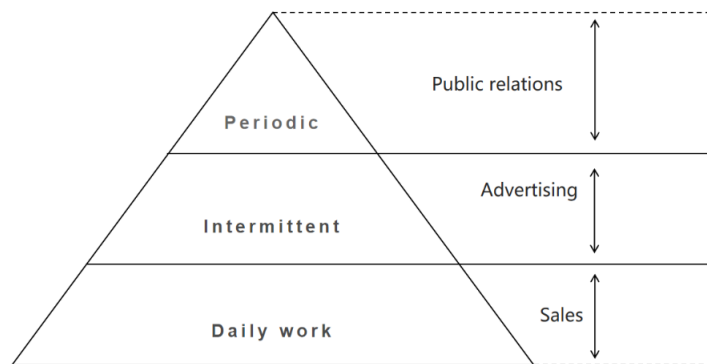 Public relations
Periodic
Advertising
Intermittent
Sales
Daily work